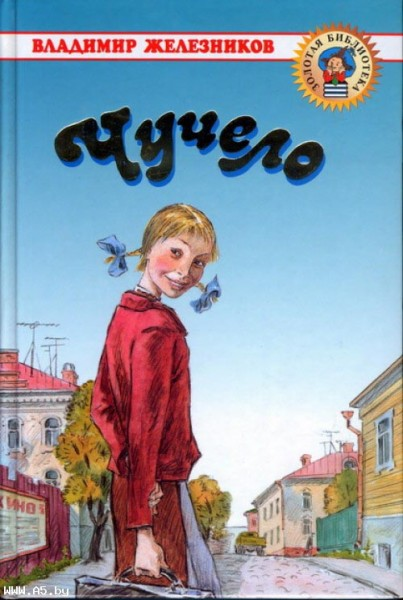 ВЛАДИМИР ЖЕЛЕЗНИКОВ
ЗОЛОТАЯ БИБЛИОТЕКА
Чучело
КИНО
www.A5.by